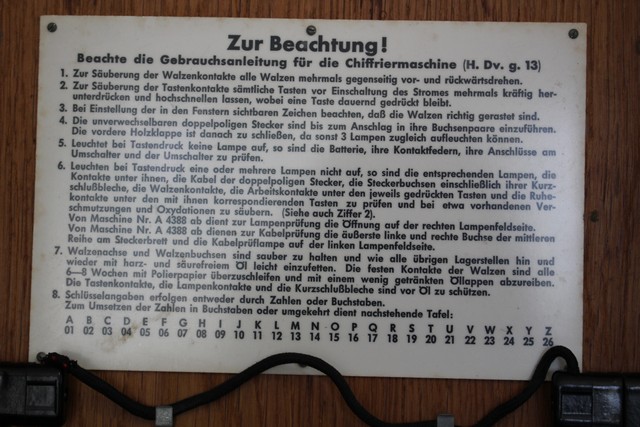 Zur Beachtung!
Beachte die Gebrauchsanleitung für die Chiffriermaschine (H. Dv. g. 13)
1. Zur Säuberung der Walzenkontakte alle Walzen mehrmals gegenseitig vor- und rückwärtsdrehen.
2. Zur Säuberung der Tastenkontakte sämtliche Tasten vor Einschaltung des Stromes mehrmals kräftig her-
unterdrücken und hochschnellen lassen, wobei eine Taste dauernd gedrückt bleibt.
3. Bei Einstellung der in den Fenstern sichtbaren Zeichen beachten, daß die Walzen richtig gerastet sind.
4. Die unverwechselbaren doppelpoligen Stecker sind bis zum Anschlag in ihre Buchsenpaare einzuführen.
Die vordere Holzklappe ist danach zu schließen, da sonst 3 Lampen zugleich aufleuchten können.
5. Leuchtet bei Tastendruck keine Lampe auf, so sind die Batterie, ihre Kontaktfedern, ihre Anschlüsse am
Umschalter und der Umschalter zu prüfen.
6. Leuchten bei Tastendruck eine oder mehrere Lampen nicht auf, so sind die entsprechenden Lampen, die
Kontakte unter ihnen, die Kabel der doppelpoligen Stecker, die Steckerbuchsen einschließlich ihrer Kurz-
schlußbleche, die Walzenkontakte, die Arbeitskontakte unter den jeweils gedrückten Tasten und die Ruhe-
kontakte unter den mit ihnen korrespondierenden Tasten zu prüfen und bei etwa vorhandenen Ver-
schmutzungen und Oxydationen zu säubern. (Siehe auch Ziffer 2).
Von Maschine Nr. A 4388 ab dient zur Lampenprüfung die Öffnung auf der rechten Lampenfeldseite.
Von Maschine Nr. A 4388 ab dienen zur Kabelprüfung die äußerste linke und rechte Buchse der mittleren
Reihe am Steckerbrett und die Kabelprüflampe auf der linken Lampenfeldseite.
7. Walzenachse und Walzenbuchsen sind sauber zu halten und wie alle übrigen Lagerstellen hin und
wieder mit harz- und säurefreiem Öl leicht einzufetten. Die festen Kontakte der Walzen sind alle
6—8 Wochen mit Polierpapier überzuschleifen und mit einem wenig getränkten Öllappen abzureiben.
Die Tastenkontakte, die Lampenkontakte und die Kurzschlußbleche sind vor Öl zu schützen.
8. Schlüsselangaben erfolgen entweder durch Zahlen oder Buchstaben.
Zum Umsetzen der Zahlen in Buchstaben oder umgekehrt dient nachstehende Tafel:
A B C D E F G H I J K L M N O P Q R S T U V W X Y Z
01 02 03 04 05 06 07 08 09 10 11 12 13 14 15 16 17 18 19 20 21 22 23 24 25 26